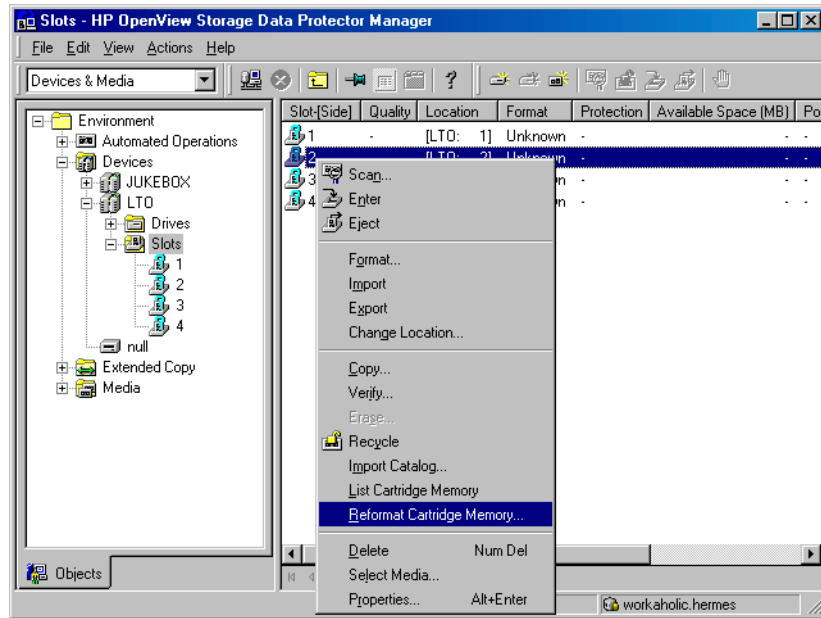 Slots - HP OpenView Storage Data Protector Manager
File Edit View Actions Help
Devices & Media
Environment
Automated Operations
Devices
JUKEBOX
LTO
Drives
Slots
1
2
3
4
null
Extended Copy
Media
Objects
Slot-[Side] Quality Location Format Protection Available Space (MB) Po
1 - [LTO: 1] Unknown - - -
2 [LTO: 2] Unknown - - -
3 n - - -
4 n - - -
Scan...
Enter
Eject
Format...
Import
Export
Change Location...
Copy...
Verify...
Erase...
Recycle
Import Catalog...
List Cartridge Memory
Reformat Cartridge Memory...
Delete Num Del
Select Media...
Properties... Alt+Enter
workaholic.hermes